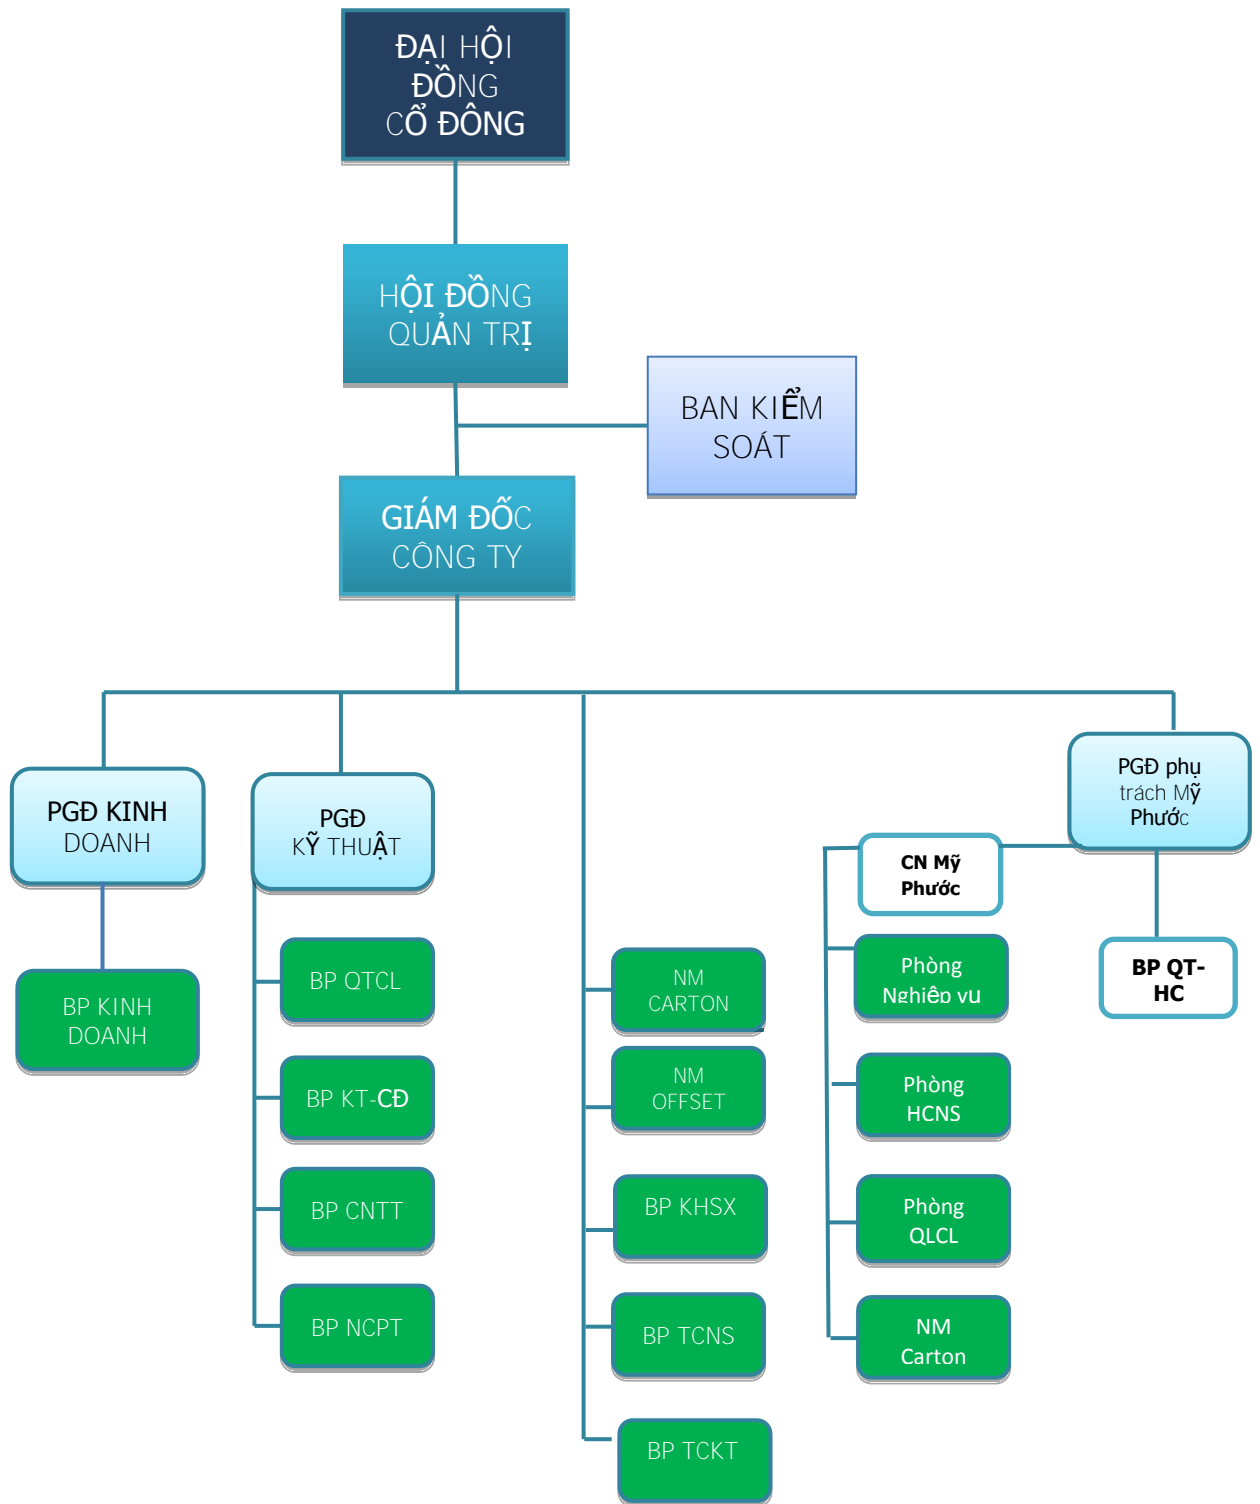 ĐẠI HỘI
ĐỒNG
CỔ ĐÔNG
HỘI ĐỒNG
QUẢN TRỊ
BAN KIỂM
SOÁT
GIÁM ĐỐC
CÔNG TY
PGĐ KINH
DOANH
PGĐ
KỸ THUẬT
PGĐ phụ
trách Mỹ
Phước
CN Mỹ
Phước
BP QT-
HC
BP KINH
DOANH
BP QTCL
BP KT-CĐ
BP CNTT
BP NCPT
NM
CARTON
NM
OFFSET
BP KHSX
BP TCNS
BP TCKT
Phòng
Nghiệp vụ
Phòng
HCNS
Phòng
QLCL
NM
Carton